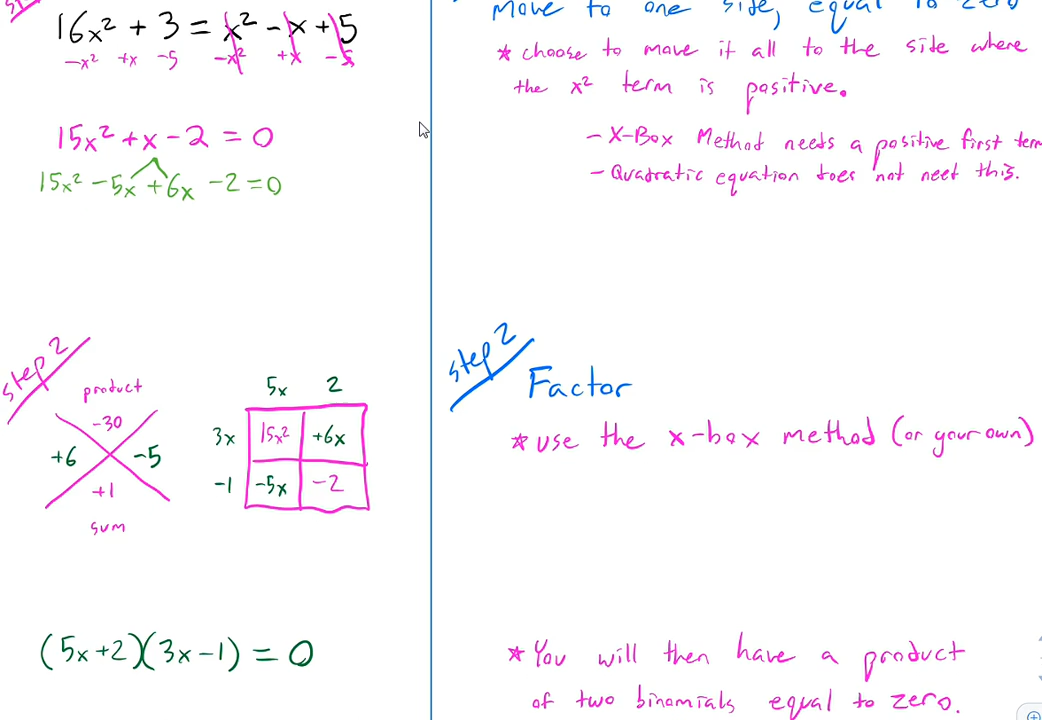 16x² + 3 = x² - x + 5
-x² +x -5 -x² +x -5
15x² + x - 2 = 0
15x² - 5x + 6x - 2 = 0
Move to one side, equal to zero
* choose to move it all to the side where
the x² term is positive.
- X-Box Method needs a positive first term
- Quadratic equation does not neet this.
step 2
product
-30
+6 -5
+1
sum
5x 2
3x 15x² +6x
-1 -5x -2
(5x+2)(3x-1) = 0
step 2
Factor
* use the x-box method (or your own)
* You will then have a product
of two binomials equal to zero.